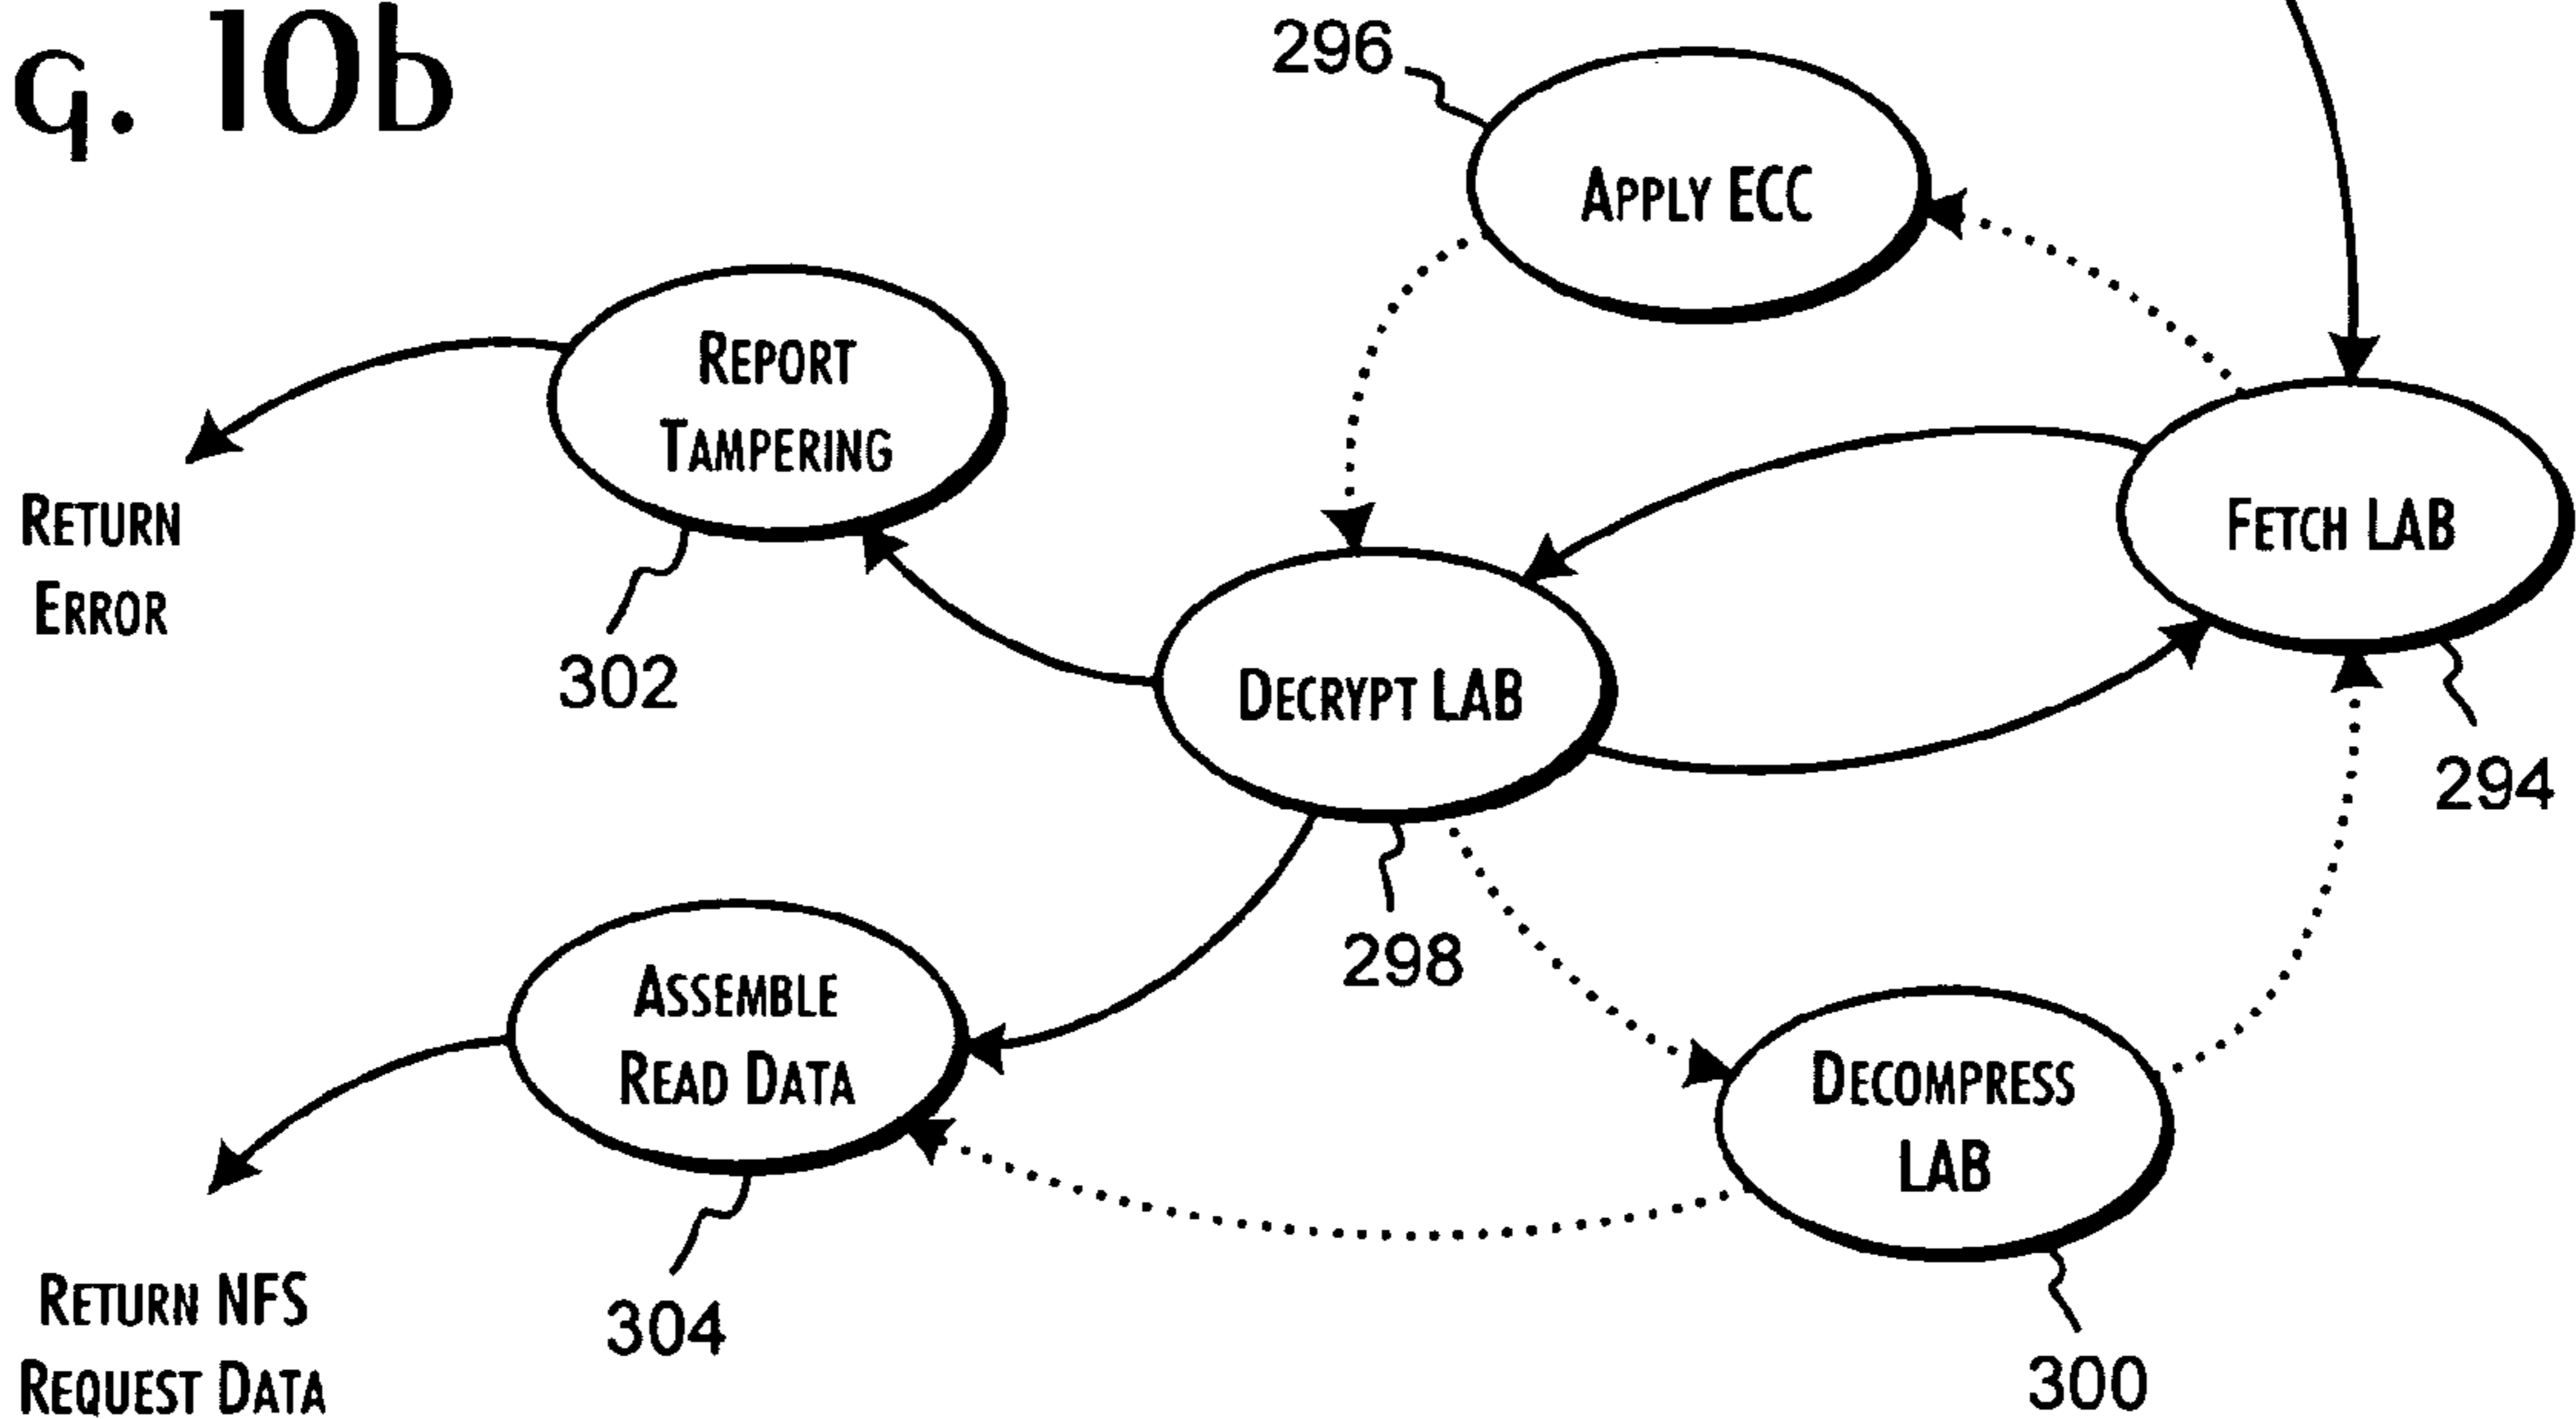 g. 10b
296
APPLY ECC
REPORT
TAMPERING
RETURN
ERROR
302
FETCH LAB
294
DECRYPT LAB
298
ASSEMBLE
READ DATA
304
DECOMPRESS
LAB
300
RETURN NFS
REQUEST DATA